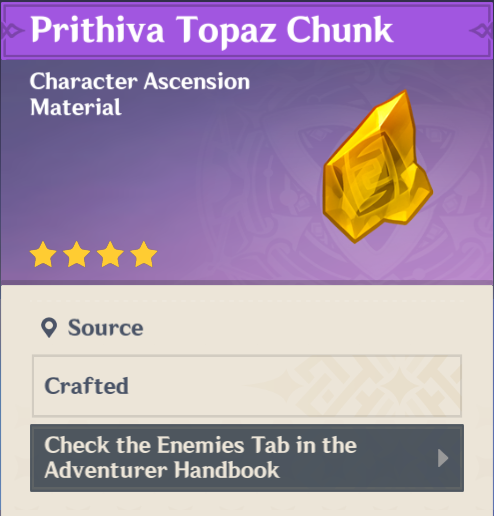 Prithiva Topaz Chunk
Character Ascension
Material
Source
Crafted
Check the Enemies Tab in the
Adventurer Handbook